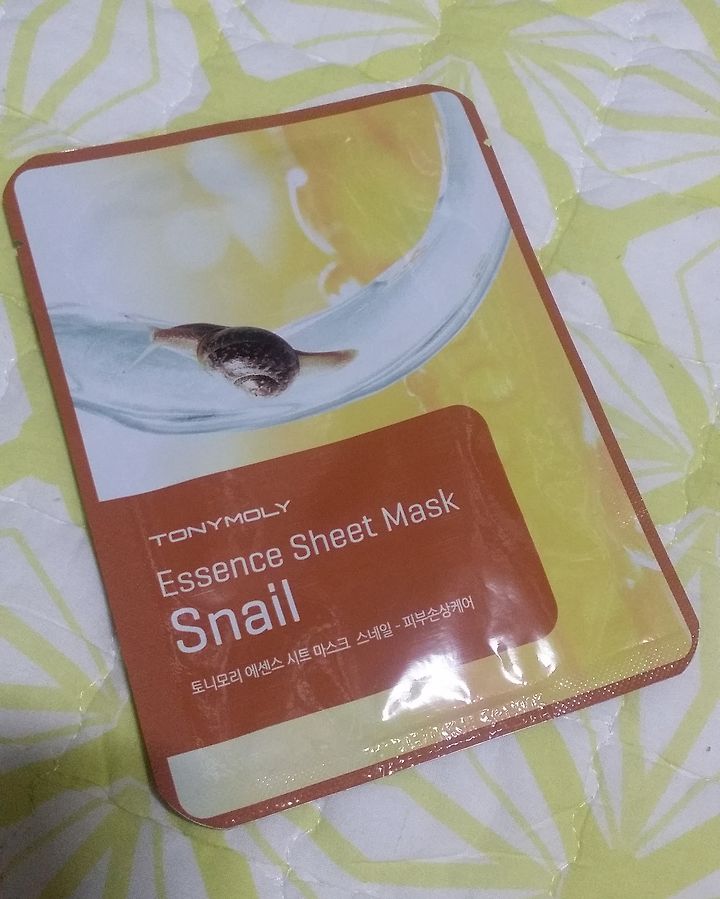 TONYMOLY
Essence Sheet Mask
Snail
토니모리 에센스 시트 마스크 스네일 - 피부손상케어